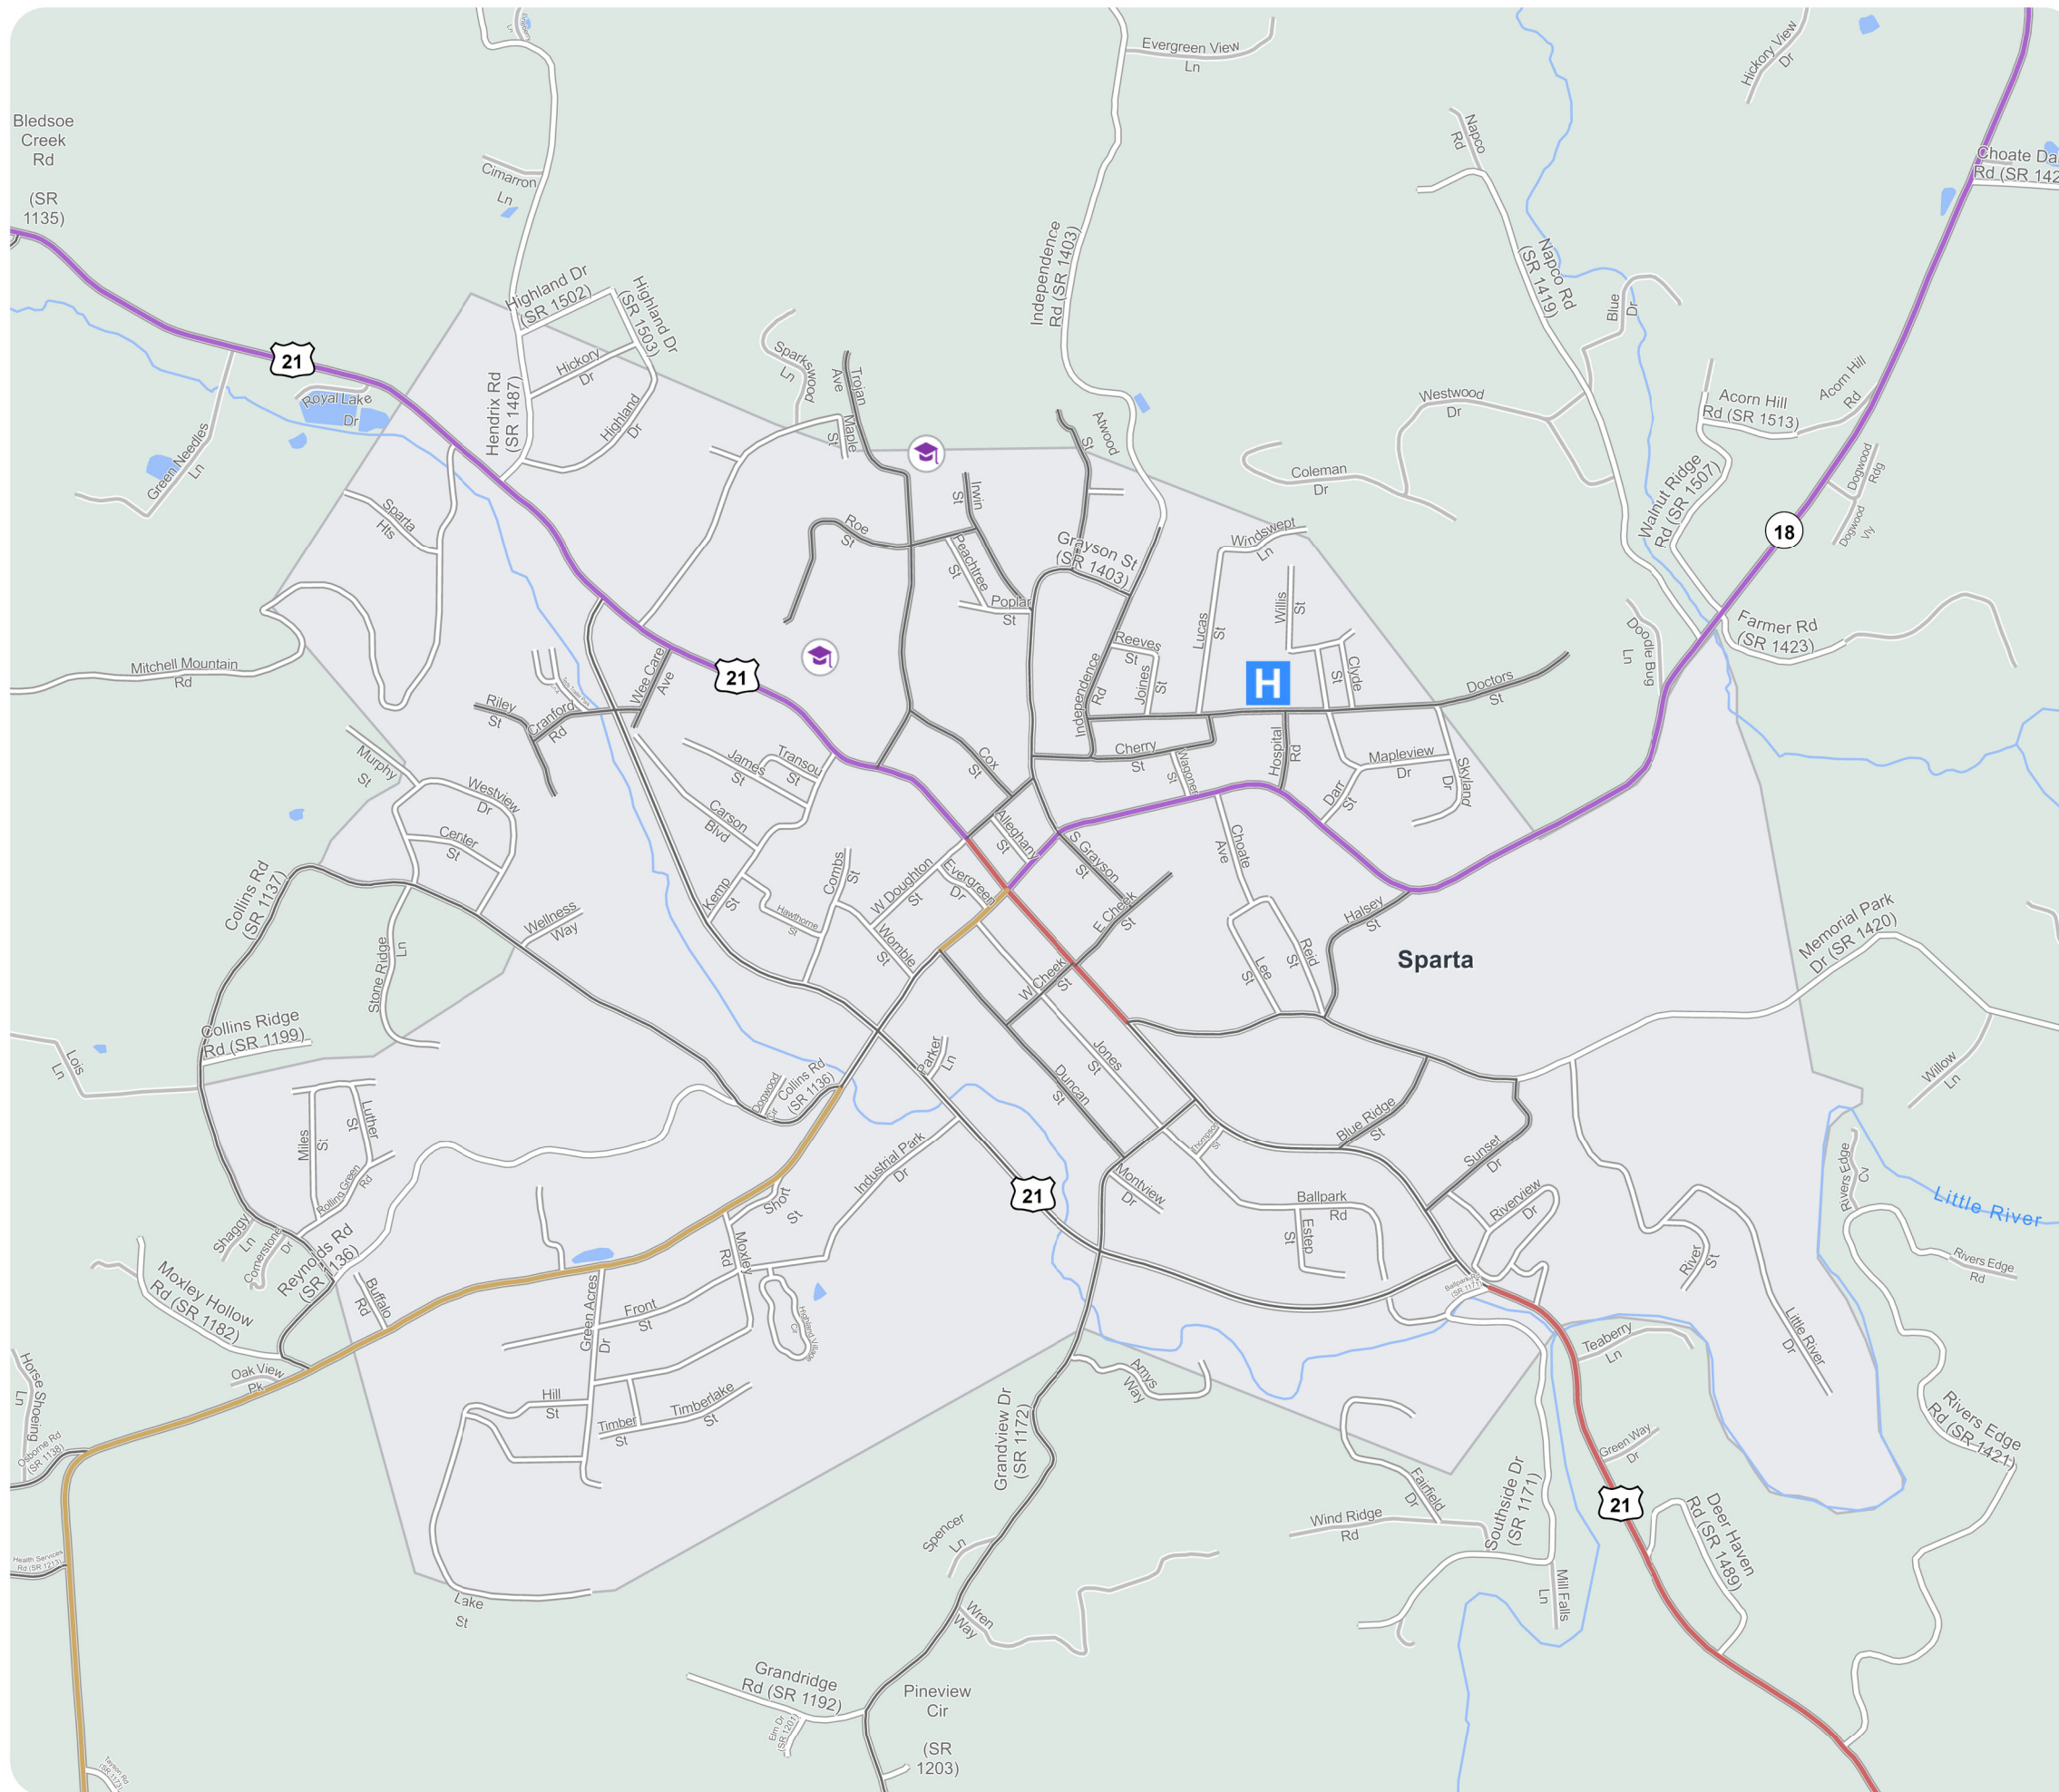 Evergreen View
Ln
Hickory View
Dr
Bledsoe
Creek
Rd
(SR
1135)
Cimarron
Ln
Napco
Rd
Choate Da
Rd (SR 142
Independence
Rd (SR 1403)
Napco Rd
(SR 1419)
Highland Dr
(SR 1502)
Highland Dr
(SR 1503)
Hickory
Dr
Highland
Dr
Hendrix Rd
(SR 1487)
21
Royal Lake
Dr
Green Needles
Ln
Sparkswood
Ln
Trojan
Ave
Maple
St
Atwood
St
Blue
Dr
Westwood
Dr
Coleman
Dr
Acorn Hill
Rd (SR 1513)
Acorn Hill
Rd
Walnut Ridge
Rd (SR 1507)
Dogwood
Rdg
Dogwood
Vly
18
Sparta
Hts
Roe
St
Irwin
St
Peachtree
St
Poplar
St
Grayson St
(SR 1403)
Windswept
Ln
Willis
St
Lucas
St
Reeves
St
Joines
St
Independence
Rd
Clyde
St
Doctors
St
H
Doodle Bug
Ln
Farmer Rd
(SR 1423)
Mitchell Mountain
Rd
Wee Care
Ave
21
Riley
St
Cranford
Rd
Murphy
St
Westview
Dr
Center
St
James
St
Transou
St
Carson
Blvd
Cox
St
Cherry
St
Wagoner
St
Hospital
Rd
Mapleview
Dr
Darr
St
Skyland
Dr
Alleghany
St
S Grayson
St
Choate
Ave
Collins Rd
(SR 1137)
Wellness
Way
Stone Ridge
Ln
Kemp
St
Hawthorne
St
Combs
St
W Doughton
St
Evergreen
Dr
Womble
St
E Cheek
St
W Cheek
St
Halsey
St
Reid
St
Lee
St
Sparta
Memorial Park
Dr (SR 1420)
Collins Ridge
Rd (SR 1199)
Lois
Ln
Parker
Ln
Jones
St
Duncan
St
Willow
Ln
Dogwood
Cir
Collins Rd
(SR 1136)
Miles
St
Luther
St
Rolling Green
Rd
Industrial Park
Dr
Thompson
St
Blue Ridge
St
Sunset
Dr
Montview
Dr
21
Ballpark
Rd
Estep
St
Riverview
Dr
River
St
Rivers Edge
CV
Little River
Rivers Edge
Rd
Shaggy
Ln
Cornerstone
Dr
Reynolds Rd
(SR 1136)
Short
St
Moxley
Rd
Moxley Hollow
Rd (SR 1182)
Buffalo
Rd
Green Acres
Dr
Front
St
Highland Village
Cir
Ballpark Rd
(SR 1171)
Little River
Dr
Teaberry
Ln
Oak View
Pk
Horse Shoeing
Ln
Osborne Rd
(SR 1138)
Hill
St
Timber
St
Timberlake
St
Amys
Way
Grandview Dr
(SR 1172)
Green Way
Dr
Rivers Edge
Rd (SR 1421)
Fairfield
Dr
Wind Ridge
Rd
Southside Dr
(SR 1171)
21
Deer Haven
Rd (SR 1489)
Health Services
Rd (SR 1213)
Spencer
Ln
Mill Falls
Ln
Lake
St
Wren
Way
Grandridge
Rd (SR 1192)
Elm Dr
(SR 1201)
Pineview
Cir
(SR
1203)